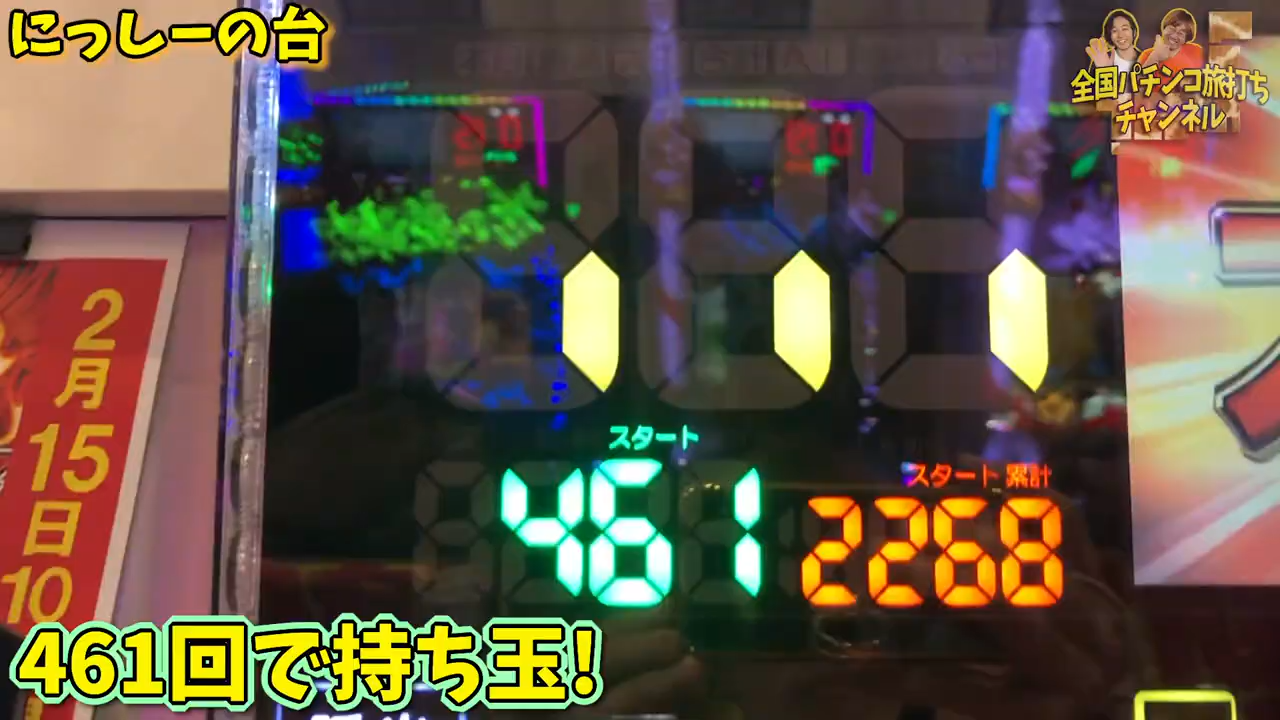 にっしーの台
全国パチンコ旅打ち
チャンネル
2月15日
10
スタート
461
スタート 累計
2268
461回で持ち玉!